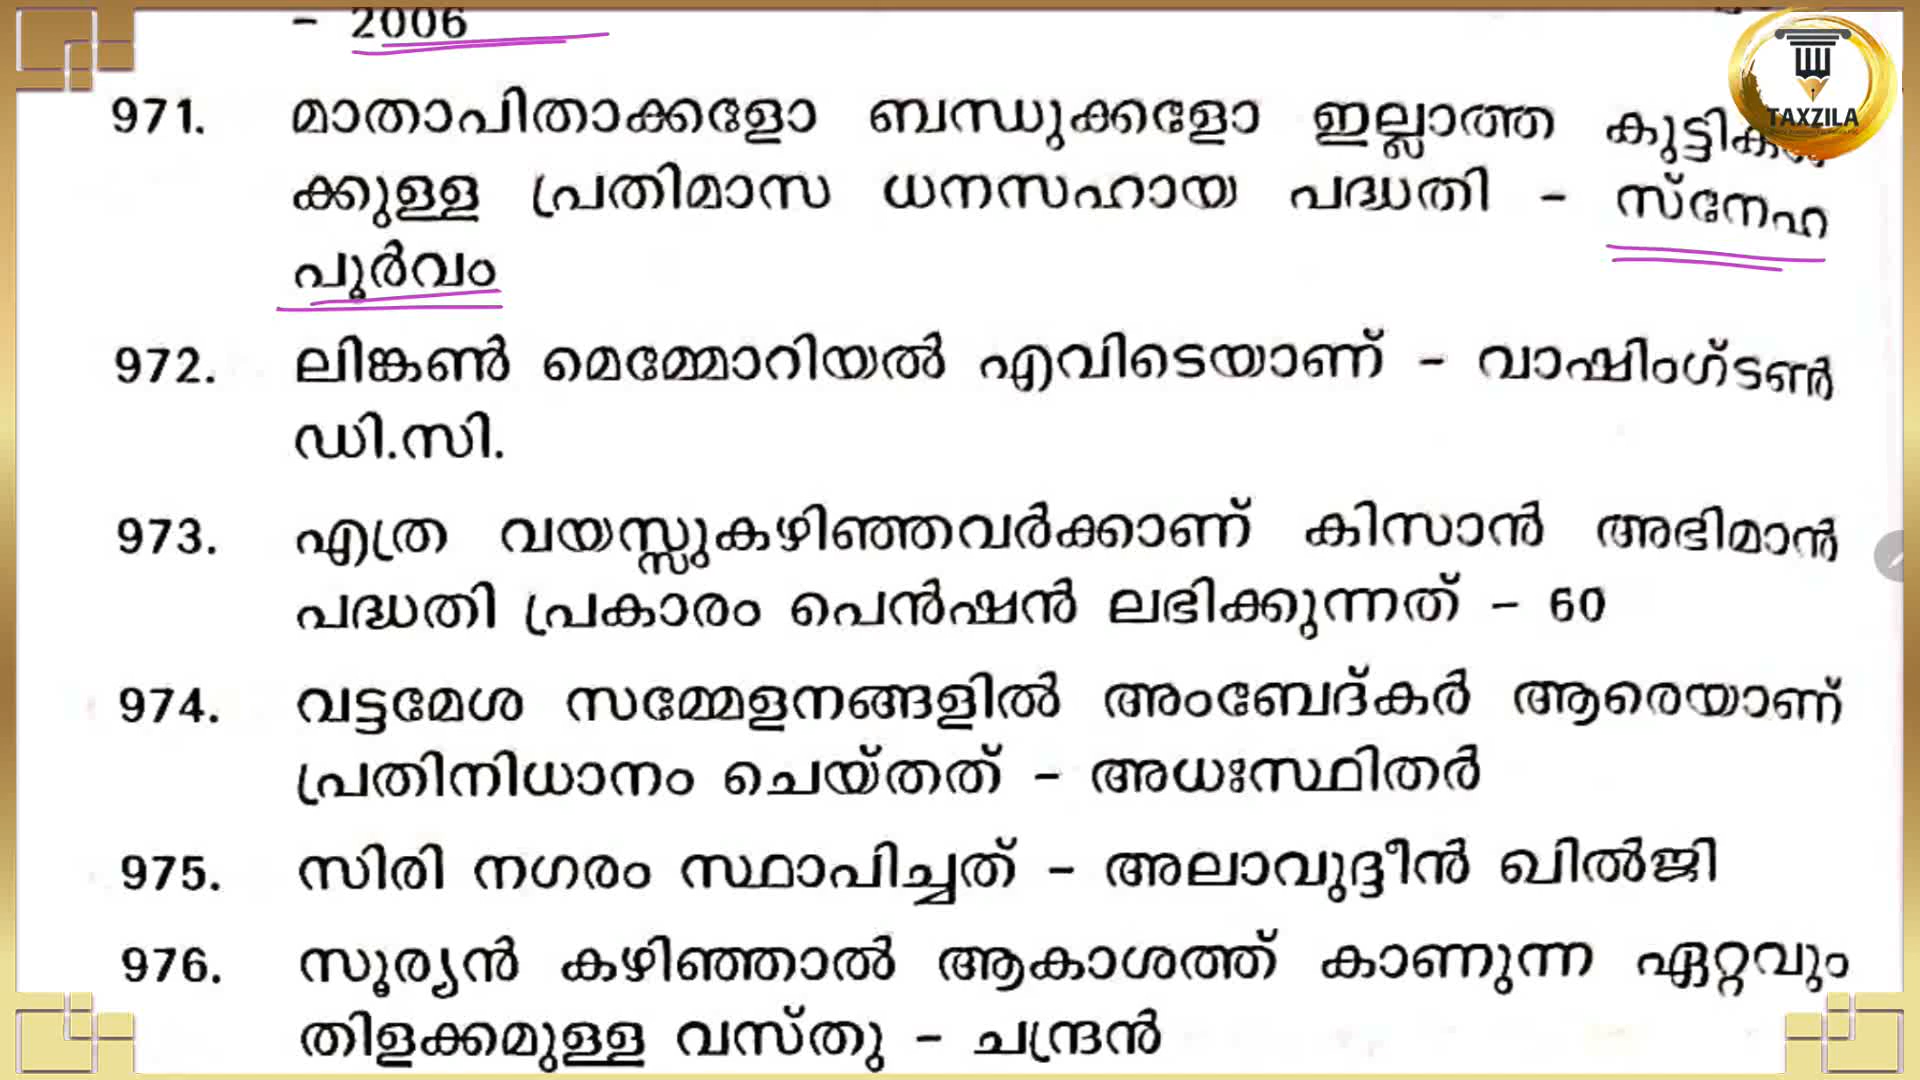 - 2006
TAXZILA
971. മാതാപിതാക്കളോ ബന്ധുക്കളോ ഇല്ലാത്ത
ക്കുള്ള പ്രതിമാസ ധനസഹായ പദ്ധതി - സ്നേഹ
പൂർവം
972. ലിങ്കൺ മെമ്മോറിയൽ എവിടെയാണ് - വാഷിംഗ്ടൺ
ഡി.സി.
973. എത്ര വയസ്സുകഴിഞ്ഞവർക്കാണ് കിസാൻ അഭിമാൻ
പദ്ധതി പ്രകാരം പെൻഷൻ ലഭിക്കുന്നത് - 60
974. വട്ടമേശ സമ്മേളനങ്ങളിൽ അംബേദ്കർ ആരെയാണ്
പ്രതിനിധാനം ചെയ്തത് - അധഃസ്ഥിതർ
975. സിരി നഗരം സ്ഥാപിച്ചത് - അലാവുദ്ദീൻ ഖിൽജി
976. സൂര്യൻ കഴിഞ്ഞാൽ ആകാശത്ത് കാണുന്ന ഏറ്റവും
തിളക്കമുള്ള വസ്തു - ചന്ദ്രൻ